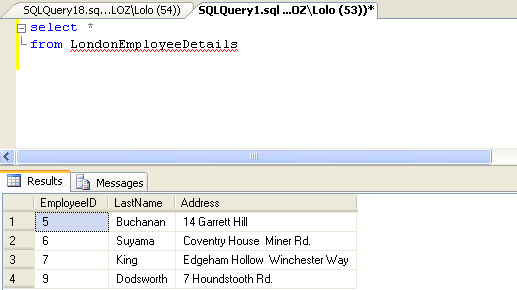 SQLQuery18.sq...OZ\Lolo (54)) SQLQuery1.sql ...OZ\Lolo (53))*
select *
from LondonEmployeeDetails
Results Messages
EmployeeID LastName Address
1 5 Buchanan 14 Garrett Hill
2 6 Suyama Coventry House Miner Rd.
3 7 King Edgeham Hollow Winchester Way
4 9 Dodsworth 7 Houndstooth Rd.